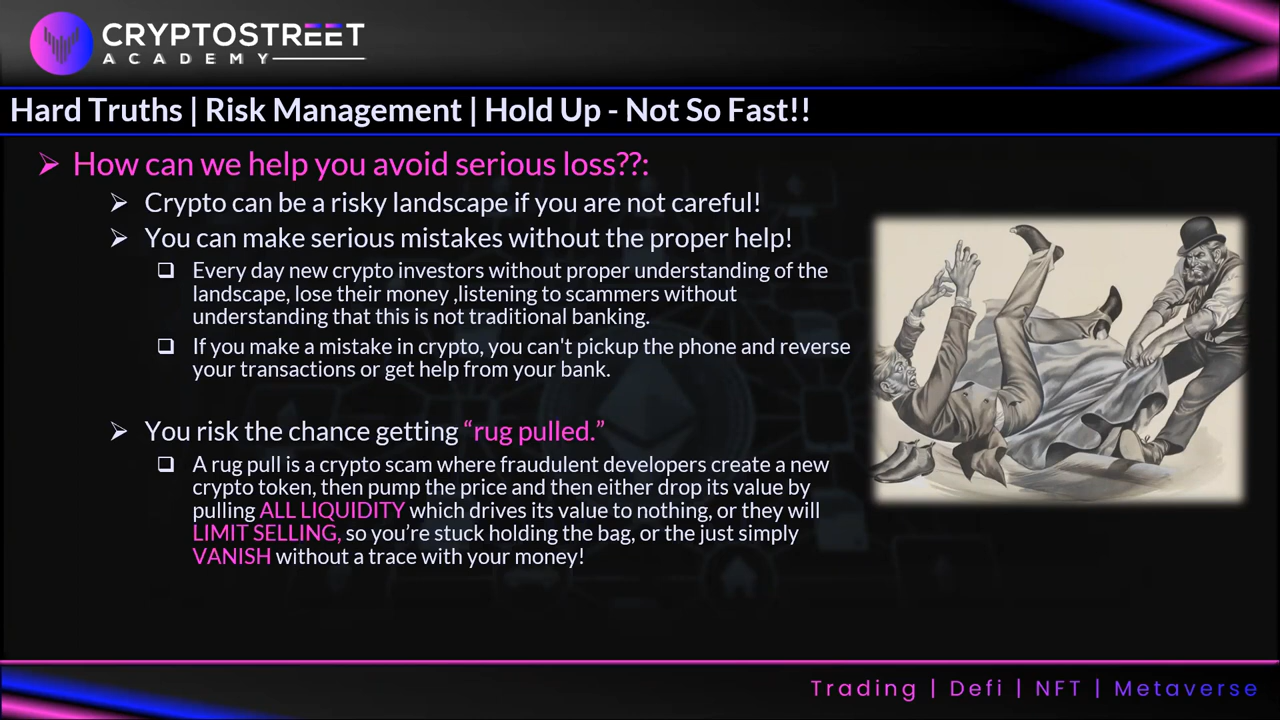 CRYPTOSTREET
ACADEMY
Hard Truths | Risk Management | Hold Up - Not So Fast!!
How can we help you avoid serious loss??:
Crypto can be a risky landscape if you are not careful!
You can make serious mistakes without the proper help!
Every day new crypto investors without proper understanding of the
landscape, lose their money ,listening to scammers without
understanding that this is not traditional banking.
If you make a mistake in crypto, you can't pickup the phone and reverse
your transactions or get help from your bank.
You risk the chance getting “rug pulled.”
A rug pull is a crypto scam where fraudulent developers create a new
crypto token, then pump the price and then either drop its value by
pulling ALL LIQUIDITY which drives its value to nothing, or they will
LIMIT SELLING, so you’re stuck holding the bag, or the just simply
VANISH without a trace with your money!
Trading | Defi | NFT | Metaverse